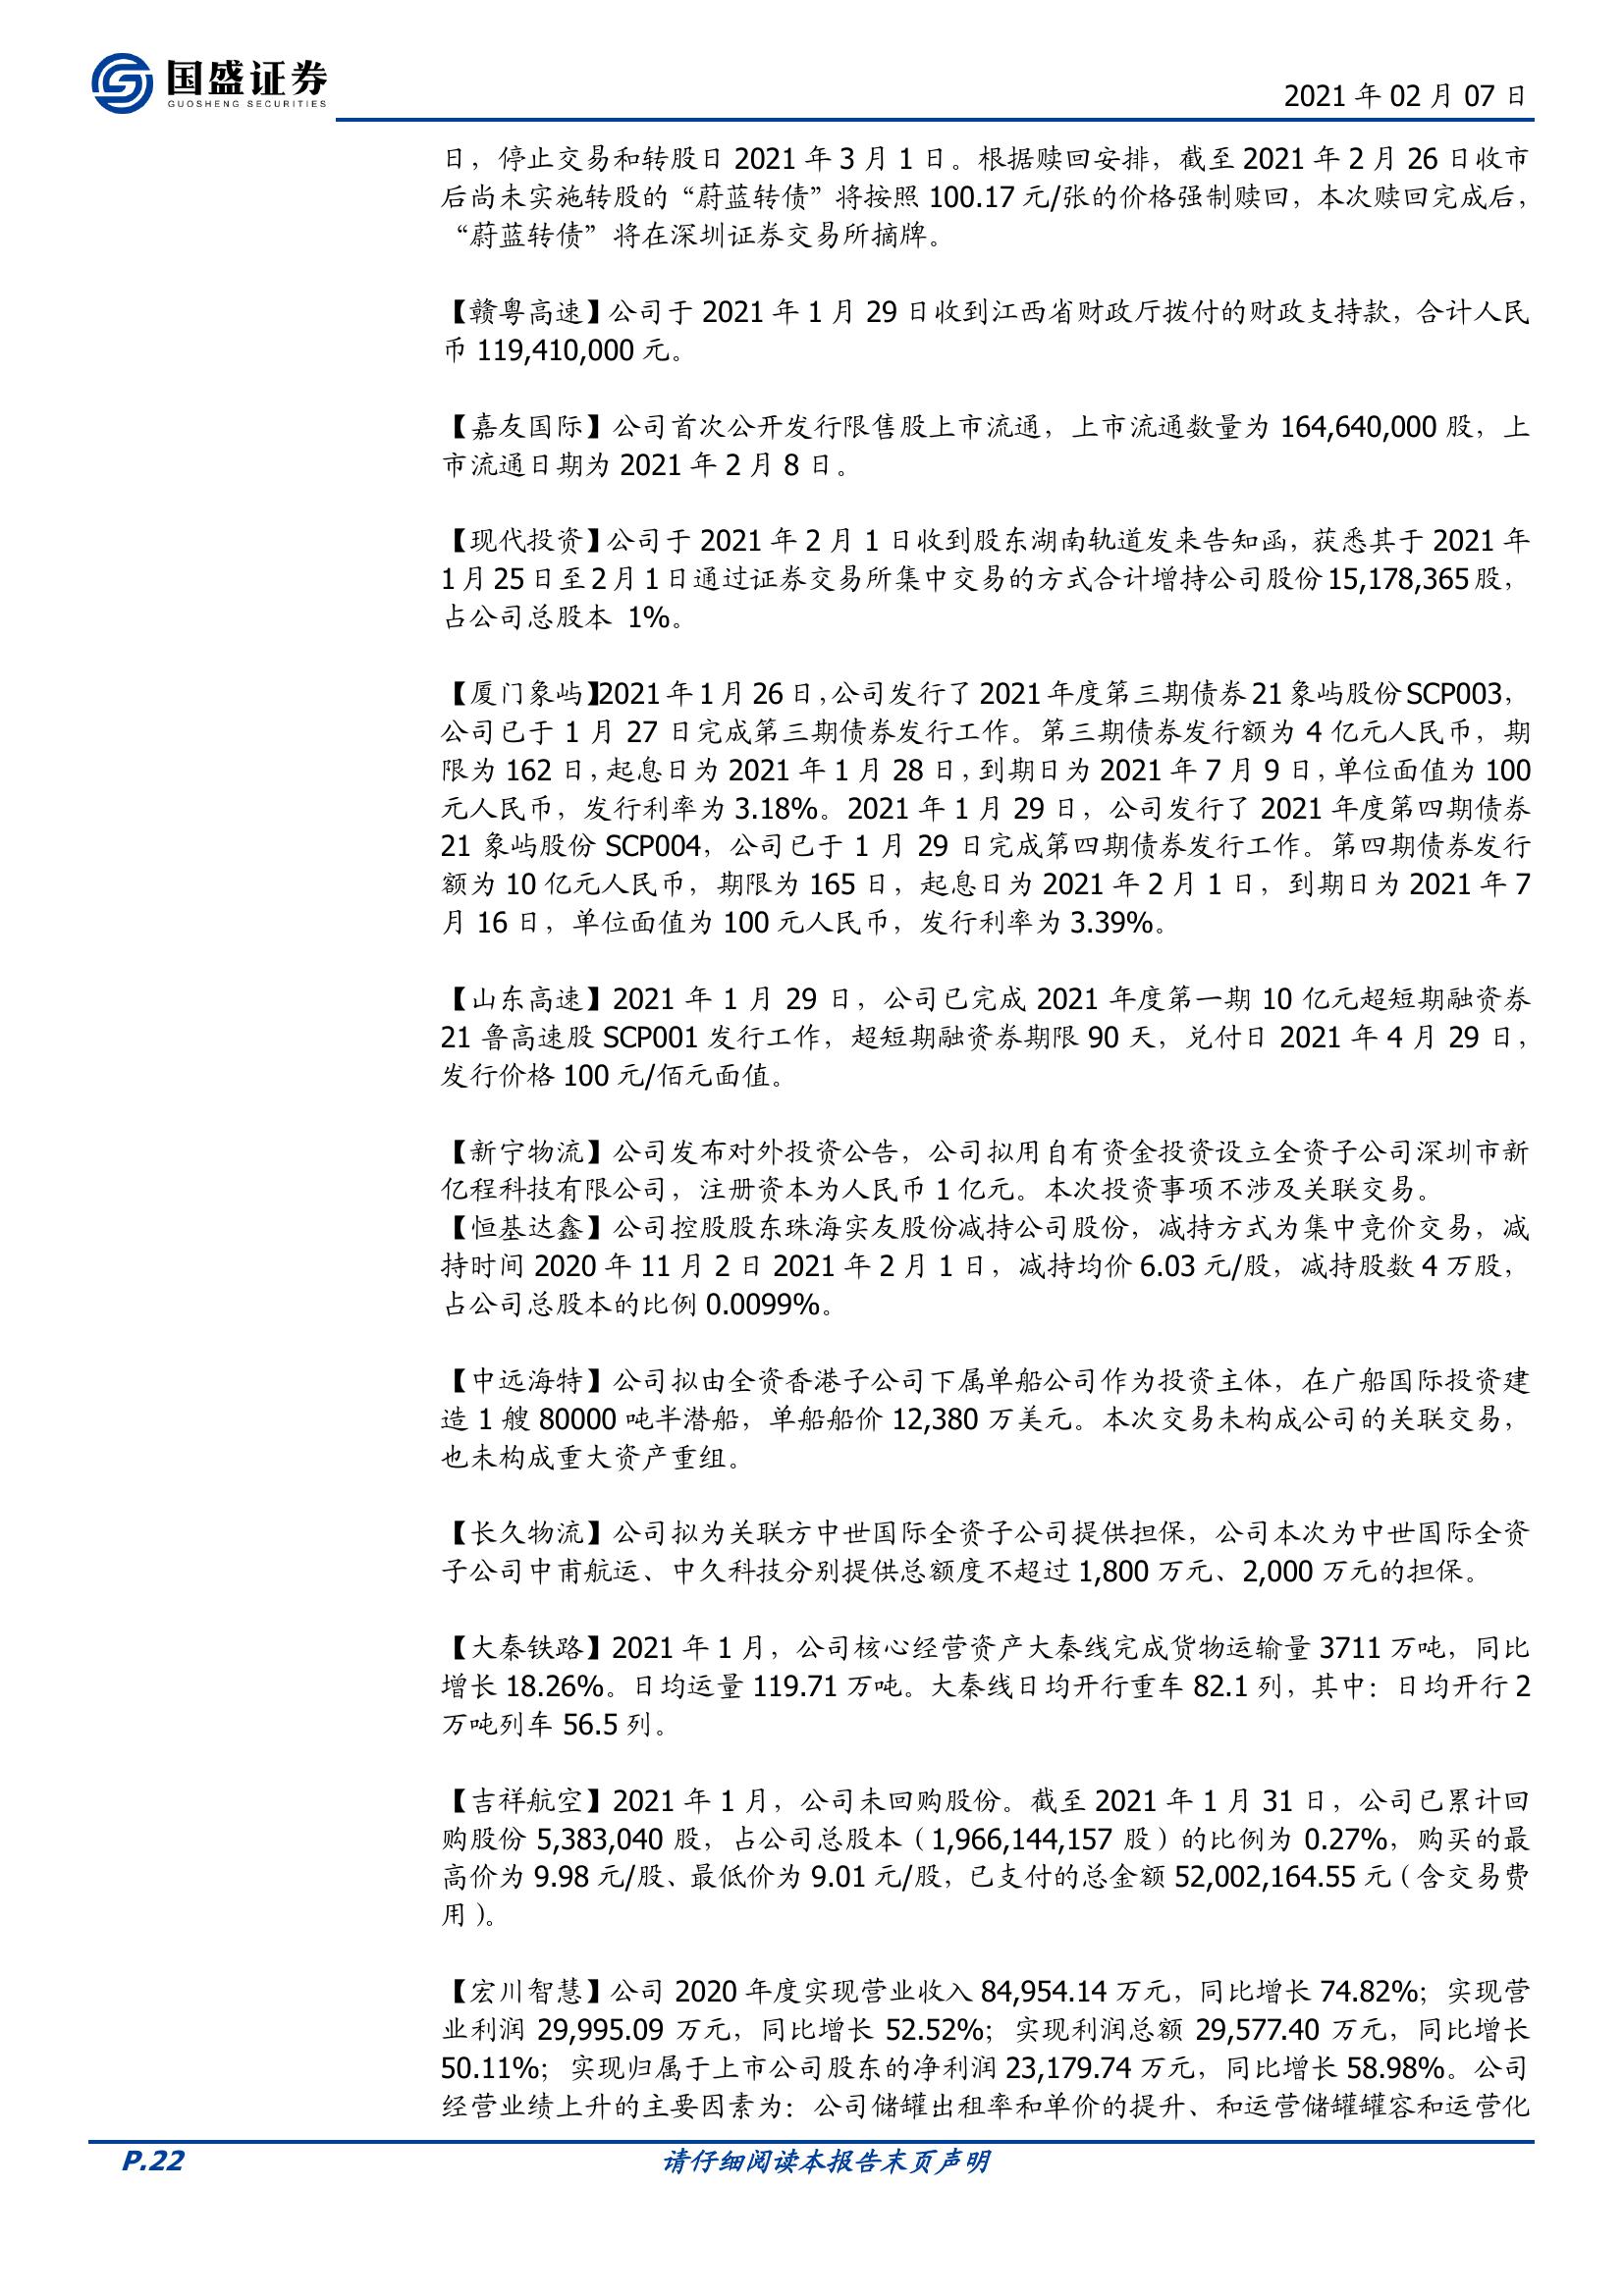 国盛证券
GUOSHENG SECURITIES
2021 年 02 月 07 日
日，停止交易和转股日 2021 年 3 月 1 日。根据赎回安排，截至 2021 年 2 月 26 日收市
后尚未实施转股的“蔚蓝转债”将按照 100.17 元/张的价格强制赎回，本次赎回完成后，
“蔚蓝转债”将在深圳证券交易所摘牌。
【赣粤高速】公司于 2021 年 1 月 29 日收到江西省财政厅拨付的财政支持款，合计人民
币 119,410,000 元。
【嘉友国际】公司首次公开发行限售股上市流通，上市流通数量为 164,640,000 股，上
市流通日期为 2021 年 2 月 8 日。
【现代投资】公司于 2021 年 2 月 1 日收到股东湖南轨道发来告知函，获悉其于 2021 年
1 月 25 日至 2 月 1 日通过证券交易所集中交易的方式合计增持公司股份 15,178,365 股，
占公司总股本 1%。
【厦门象屿】2021 年 1 月 26 日，公司发行了 2021 年度第三期债券 21 象屿股份 SCP003，
公司已于 1 月 27 日完成第三期债券发行工作。第三期债券发行额为 4 亿元人民币，期
限为 162 日，起息日为 2021 年 1 月 28 日，到期日为 2021 年 7 月 9 日，单位面值为 100
元人民币，发行利率为 3.18%。2021 年 1 月 29 日，公司发行了 2021 年度第四期债券
21 象屿股份 SCP004，公司已于 1 月 29 日完成第四期债券发行工作。第四期债券发行
额为 10 亿元人民币，期限为 165 日，起息日为 2021 年 2 月 1 日，到期日为 2021 年 7
月 16 日，单位面值为 100 元人民币，发行利率为 3.39%。
【山东高速】2021 年 1 月 29 日，公司已完成 2021 年度第一期 10 亿元超短期融资券
21 鲁高速股 SCP001 发行工作，超短期融资券期限 90 天，兑付日 2021 年 4 月 29 日，
发行价格 100 元/佰元面值。
【新宁物流】公司发布对外投资公告，公司拟用自有资金投资设立全资子公司深圳市新
亿程科技有限公司，注册资本为人民币 1 亿元。本次投资事项不涉及关联交易。
【恒基达鑫】公司控股股东珠海实友股份减持公司股份，减持方式为集中竞价交易，减
持时间 2020 年 11 月 2 日 2021 年 2 月 1 日，减持均价 6.03 元/股，减持股数 4 万股，
占公司总股本的比例 0.0099%。
【中远海特】公司拟由全资香港子公司下属单船公司作为投资主体，在广船国际投资建
造 1 艘 80000 吨半潜船，单船船价 12,380 万美元。本次交易未构成公司的关联交易，
也未构成重大资产重组。
【长久物流】公司拟为关联方中世国际全资子公司提供担保，公司本次为中世国际全资
子公司中甫航运、中久科技分别提供总额度不超过 1,800 万元、2,000 万元的担保。
【大秦铁路】2021 年 1 月，公司核心经营资产大秦线完成货物运输量 3711 万吨，同比
增长 18.26%。日均运量 119.71 万吨。大秦线日均开行重车 82.1 列，其中：日均开行 2
万吨列车 56.5 列。
【吉祥航空】2021 年 1 月，公司未回购股份。截至 2021 年 1 月 31 日，公司已累计回
购股份 5,383,040 股，占公司总股本（1,966,144,157 股）的比例为 0.27%，购买的最
高价为 9.98 元/股、最低价为 9.01 元/股，已支付的总金额 52,002,164.55 元（含交易费
用）。
【宏川智慧】公司 2020 年度实现营业收入 84,954.14 万元，同比增长 74.82%；实现营
业利润 29,995.09 万元，同比增长 52.52%；实现利润总额 29,577.40 万元，同比增长
50.11%；实现归属于上市公司股东的净利润 23,179.74 万元，同比增长 58.98%。公司
经营业绩上升的主要因素为：公司储罐出租率和单价的提升、和运营储罐罐容和运营化
P.22
请仔细阅读本报告末页声明